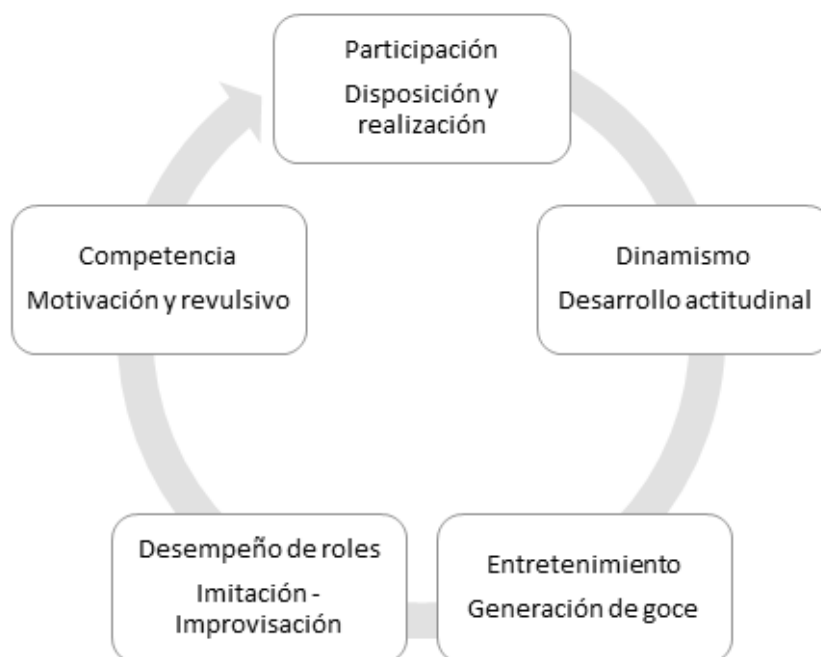 Participación
Disposición y
realización
Dinamismo
Desarrollo actitudinal
Entretenimiento
Generación de goce
Desempeño de roles
Imitación -
Improvisación
Competencia
Motivación y revulsivo